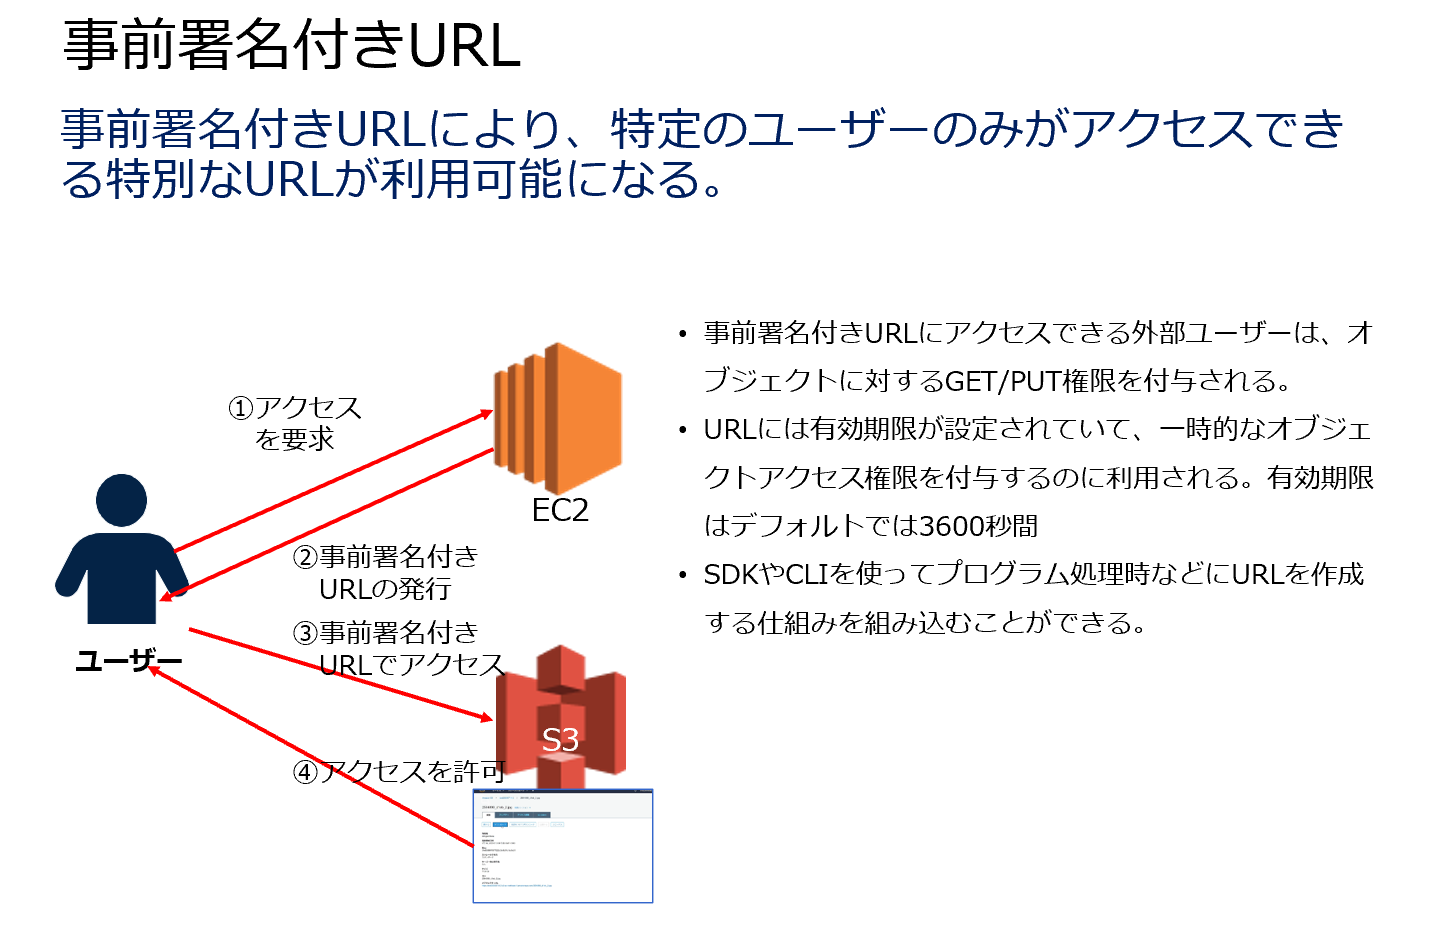 事前署名付きURL
事前署名付きURLにより、特定のユーザーのみがアクセスでき
る特別なURLが利用可能になる。
①アクセス
を要求
EC2
②事前署名付き
URLの発行
③事前署名付き
URLでアクセス
ユーザー
S3
④アクセスを許可
• 事前署名付きURLにアクセスできる外部ユーザーは、オ
ブジェクトに対するGET/PUT権限を付与される。
• URLには有効期限が設定されていて、一時的なオブジェ
クトアクセス権限を付与するのに利用される。有効期限
はデフォルトでは3600秒間
• SDKやCLIを使ってプログラム処理時などにURLを作成
する仕組みを組み込むことができる。